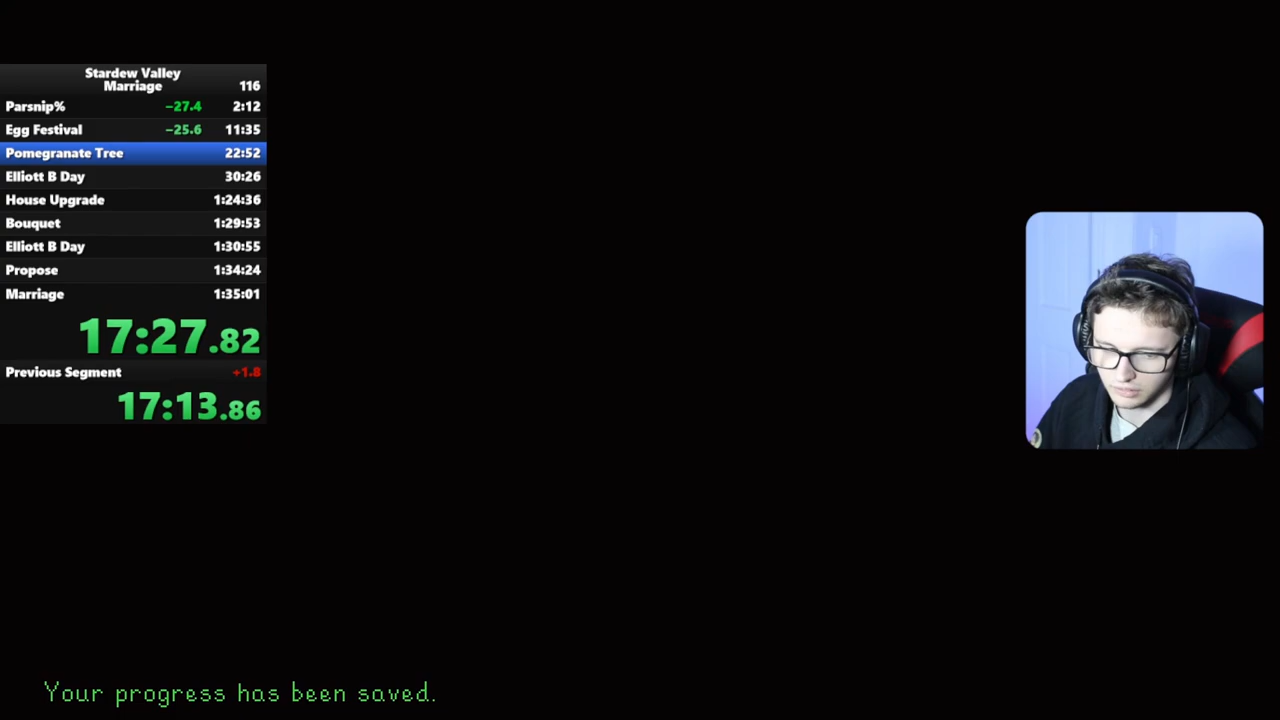 Stardew Valley
Marriage 116
Parsnip% −27.4 2:12
Egg Festival −25.6 11:35
Pomegranate Tree 22:52
Elliott B Day 30:26
House Upgrade 1:24:36
Bouquet 1:29:53
Elliott B Day 1:30:55
Propose 1:34:24
Marriage 1:35:01
17:27.82
Previous Segment +1.8
17:13.86
Your progress has been saved.